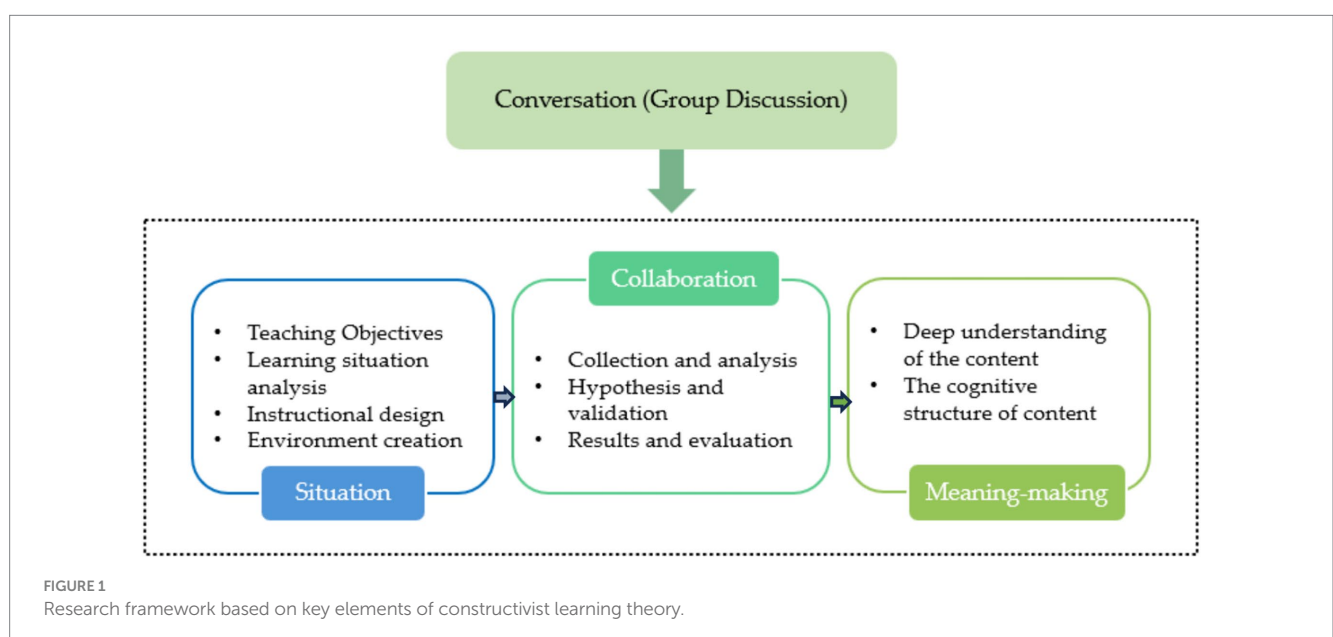 Conversation (Group Discussion)
• Teaching Objectives
• Learning situation
analysis
• Instructional design
• Environment creation
Situation
Collaboration
• Collection and analysis
• Hypothesis and
validation
• Results and evaluation
• Deep understanding
of the content
• The cognitive
structure of content
Meaning-making
FIGURE 1
Research framework based on key elements of constructivist learning theory.